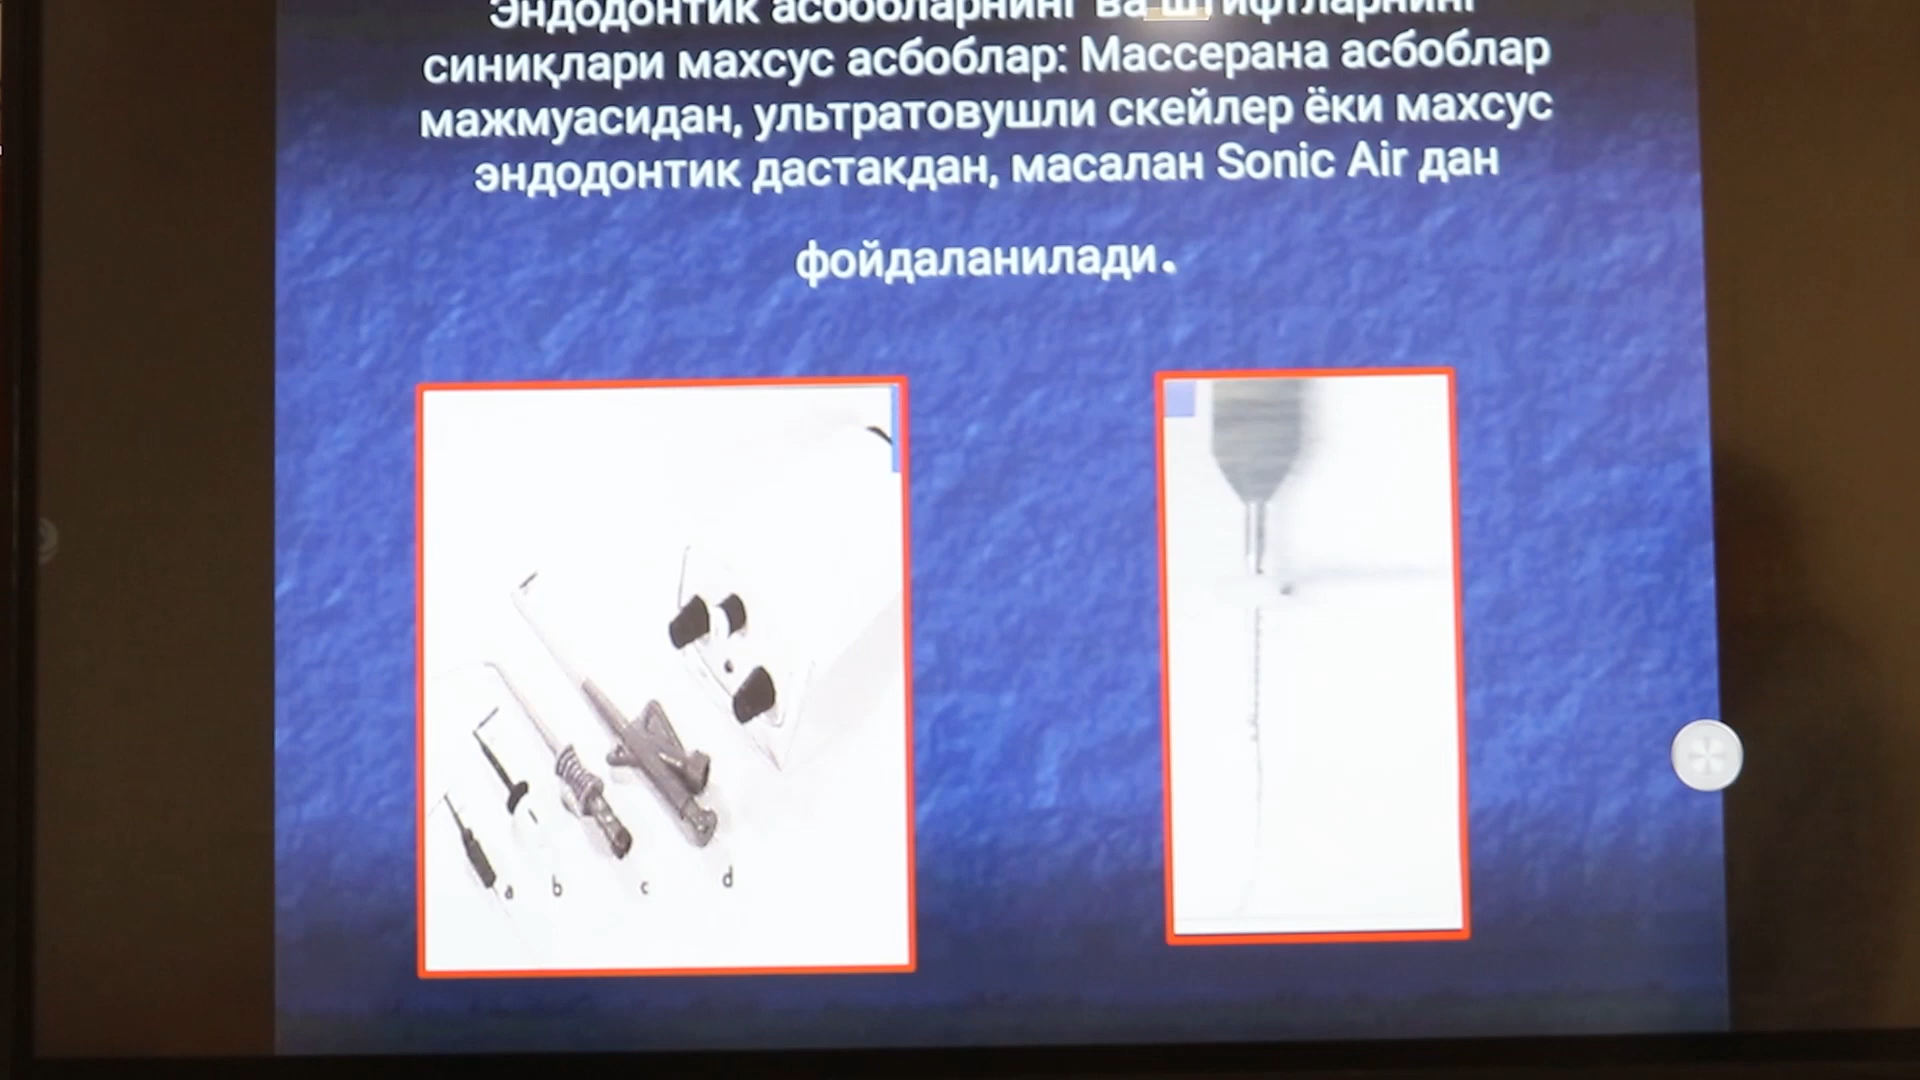 Эндодонтик асбобларнинг ва штифтларнинг
синиқлари махсус асбоблар: Массерана асбоблар
мажмуасидан, ультратовушли скейлер ёки махсус
эндодонтик дастакдан, масалан Sonic Air дан
фойдаланилади.
a b c d